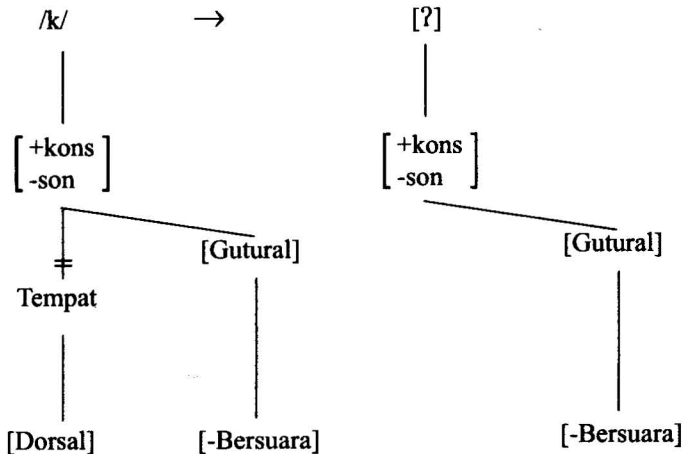 /k/ → [?]
+kons +kons
-son -son
[Gutural] [Gutural]
Tempat
[Dorsal] [-Bersuara] [-Bersuara]